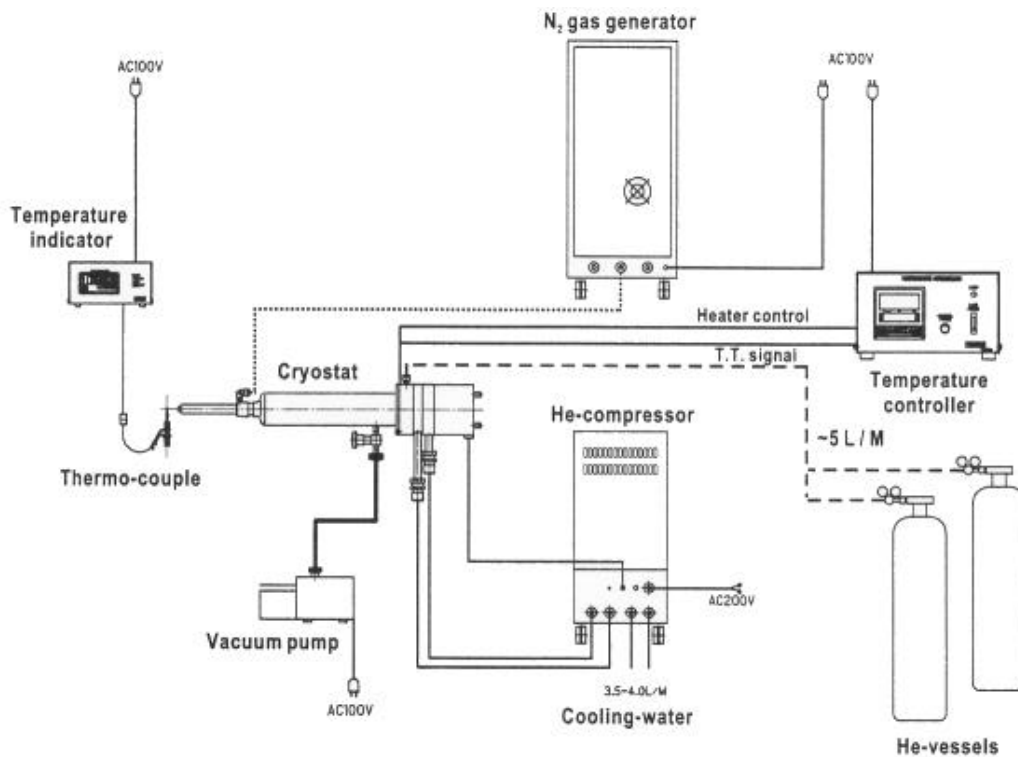 N₂ gas generator
AC100V
AC100V
Temperature
indicator
Heater control
T.T. signal
Cryostat
Temperature
controller
He-compressor
~5 L / M
Thermo-couple
AC200V
Vacuum pump
3.5-4.0L/M
AC100V
Cooling-water
He-vessels